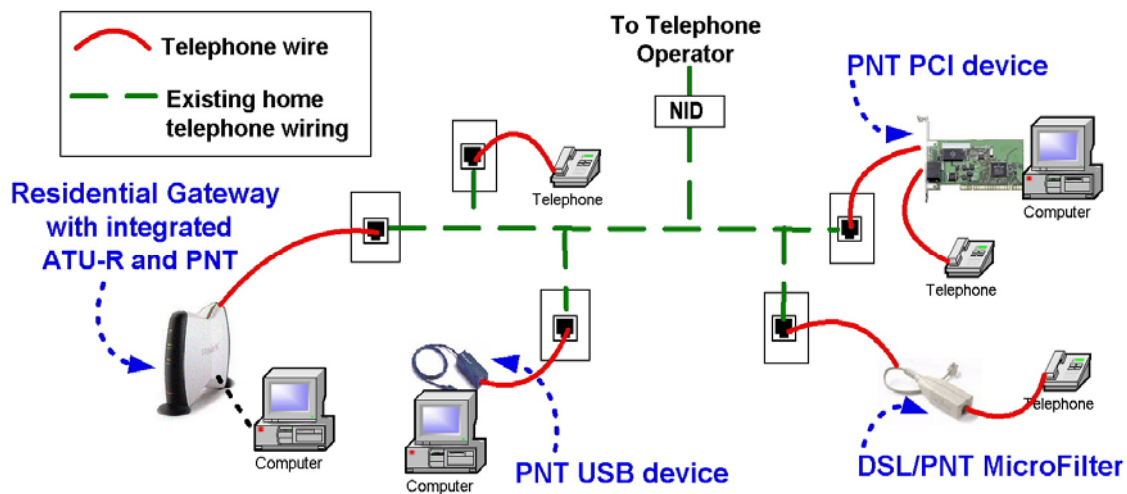 Telephone wire
Existing home
telephone wiring
To Telephone
Operator
NID
PNT PCI device
Computer
Telephone
Telephone
Residential Gateway
with integrated
ATU-R and PNT
Computer
Computer
PNT USB device
Telephone
DSL/PNT MicroFilter